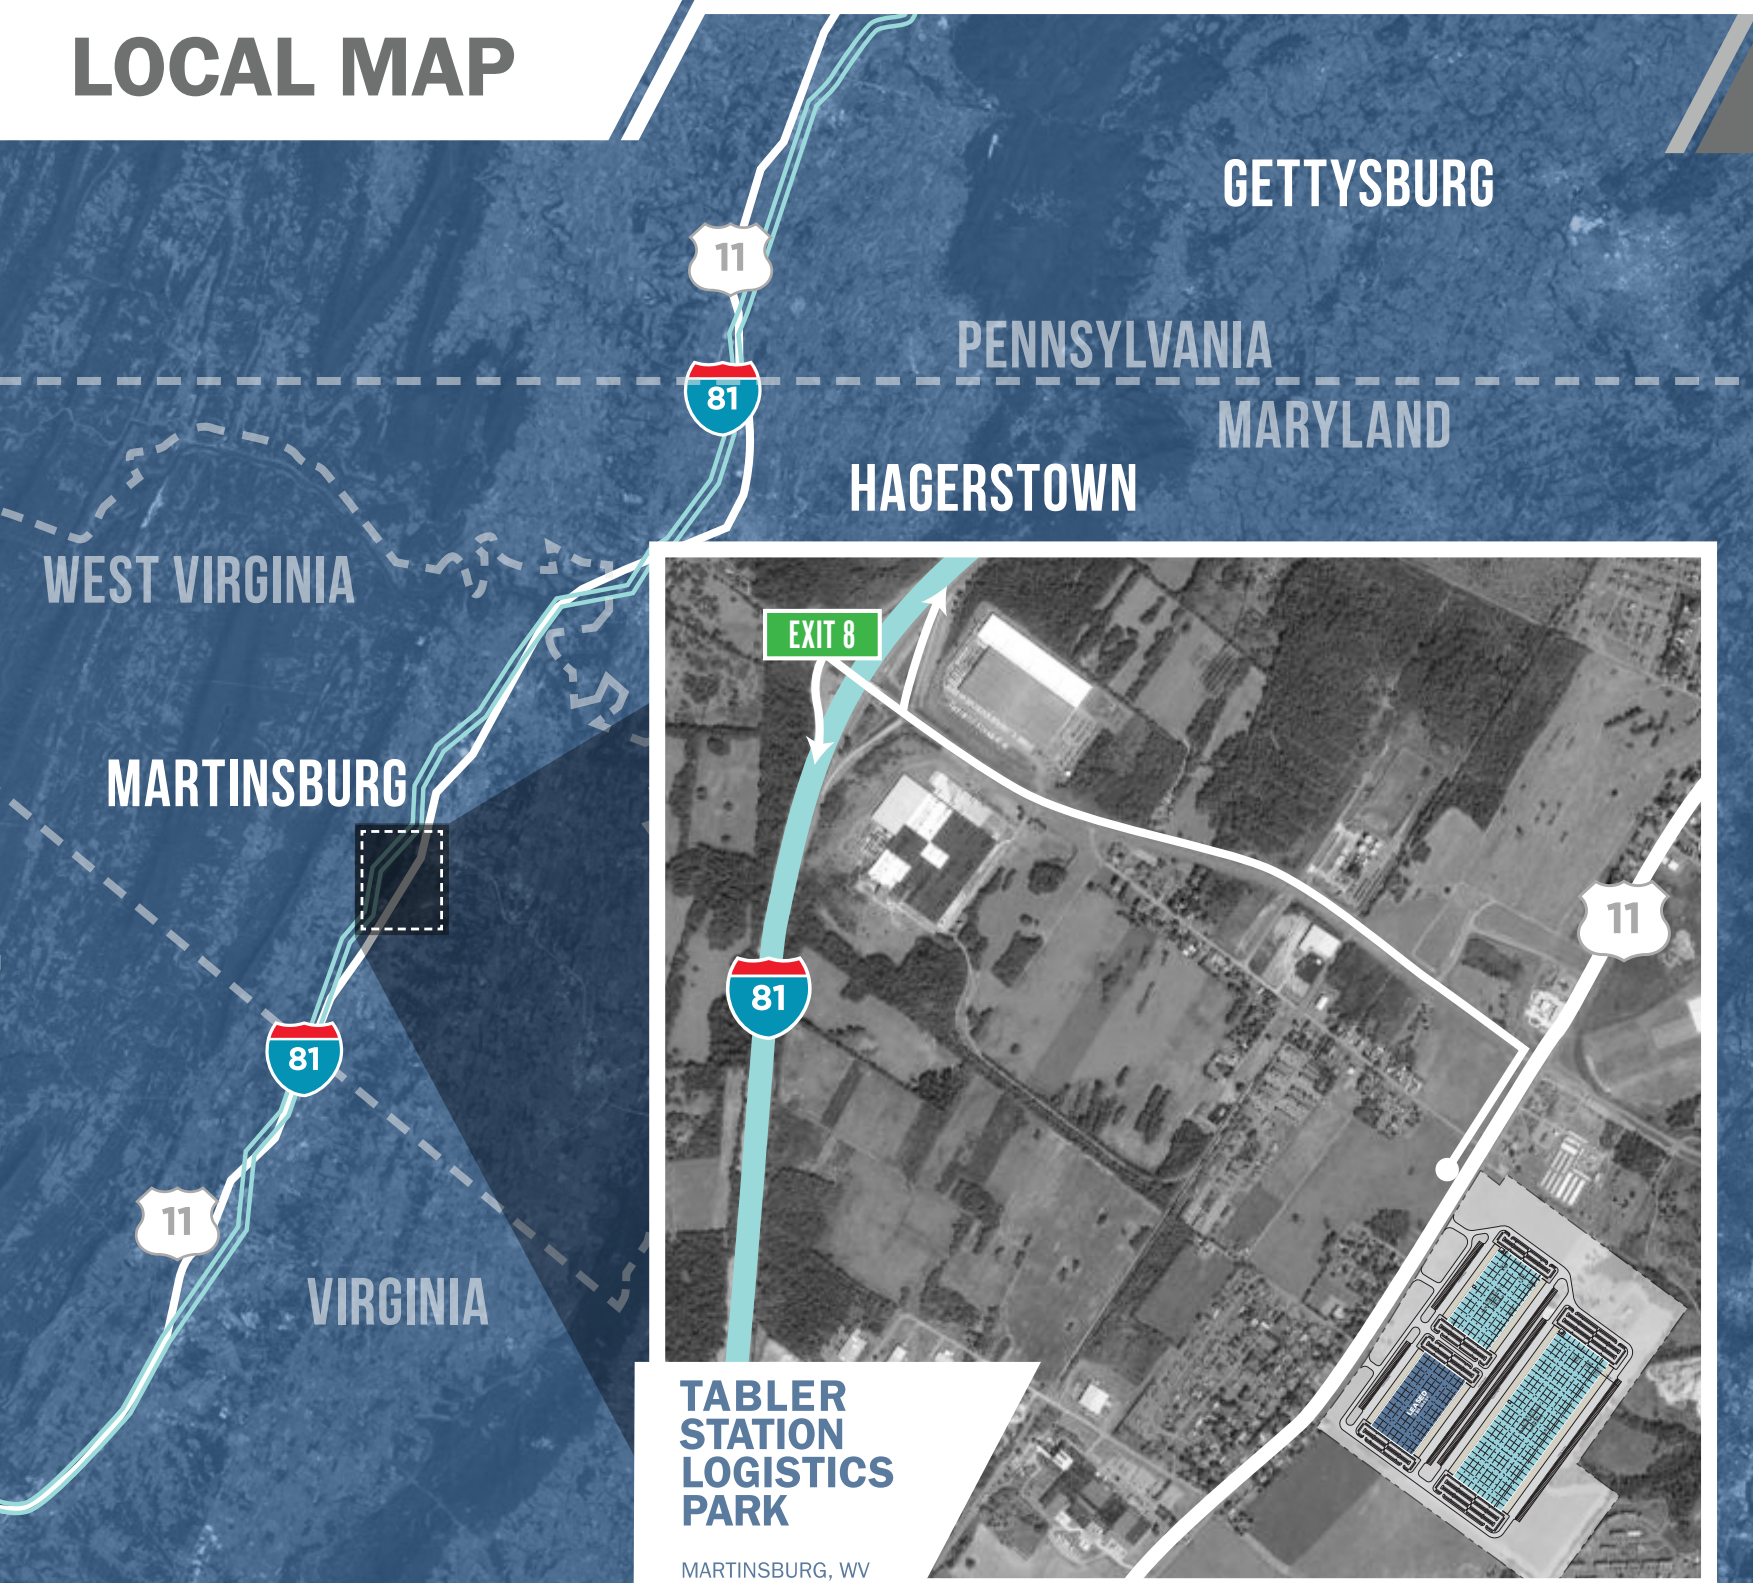 LOCAL MAP
GETTYSBURG
11
PENNSYLVANIA
81
MARYLAND
HAGERSTOWN
WEST VIRGINIA
EXIT 8
MARTINSBURG
11
81
81
11
VIRGINIA
LEASED
TABLER
STATION
LOGISTICS
PARK
MARTINSBURG, WV